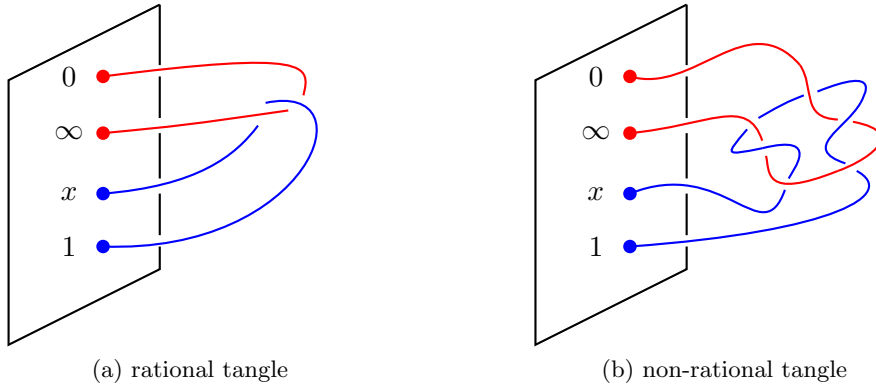 0
∞
x
1
(a) rational tangle
0
∞
x
1
(b) non-rational tangle